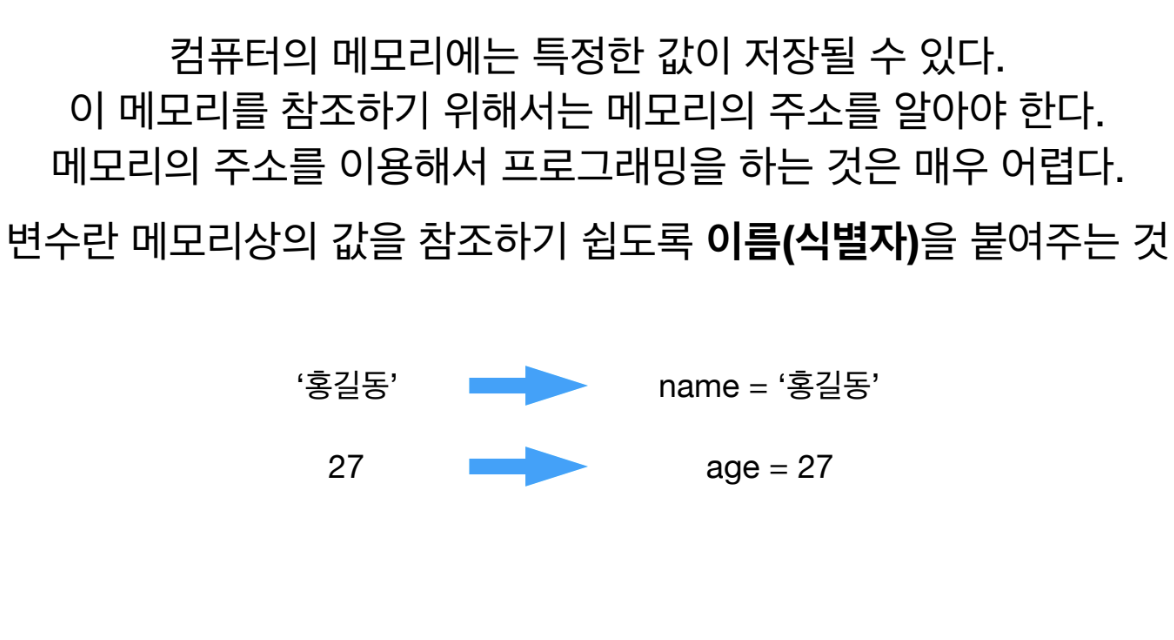 컴퓨터의 메모리에는 특정한 값이 저장될 수 있다.
이 메모리를 참조하기 위해서는 메모리의 주소를 알아야 한다.
메모리의 주소를 이용해서 프로그래밍을 하는 것은 매우 어렵다.
변수란 메모리상의 값을 참조하기 쉽도록 이름(식별자)을 붙여주는 것
‘홍길동’ name = ‘홍길동’
27 age = 27